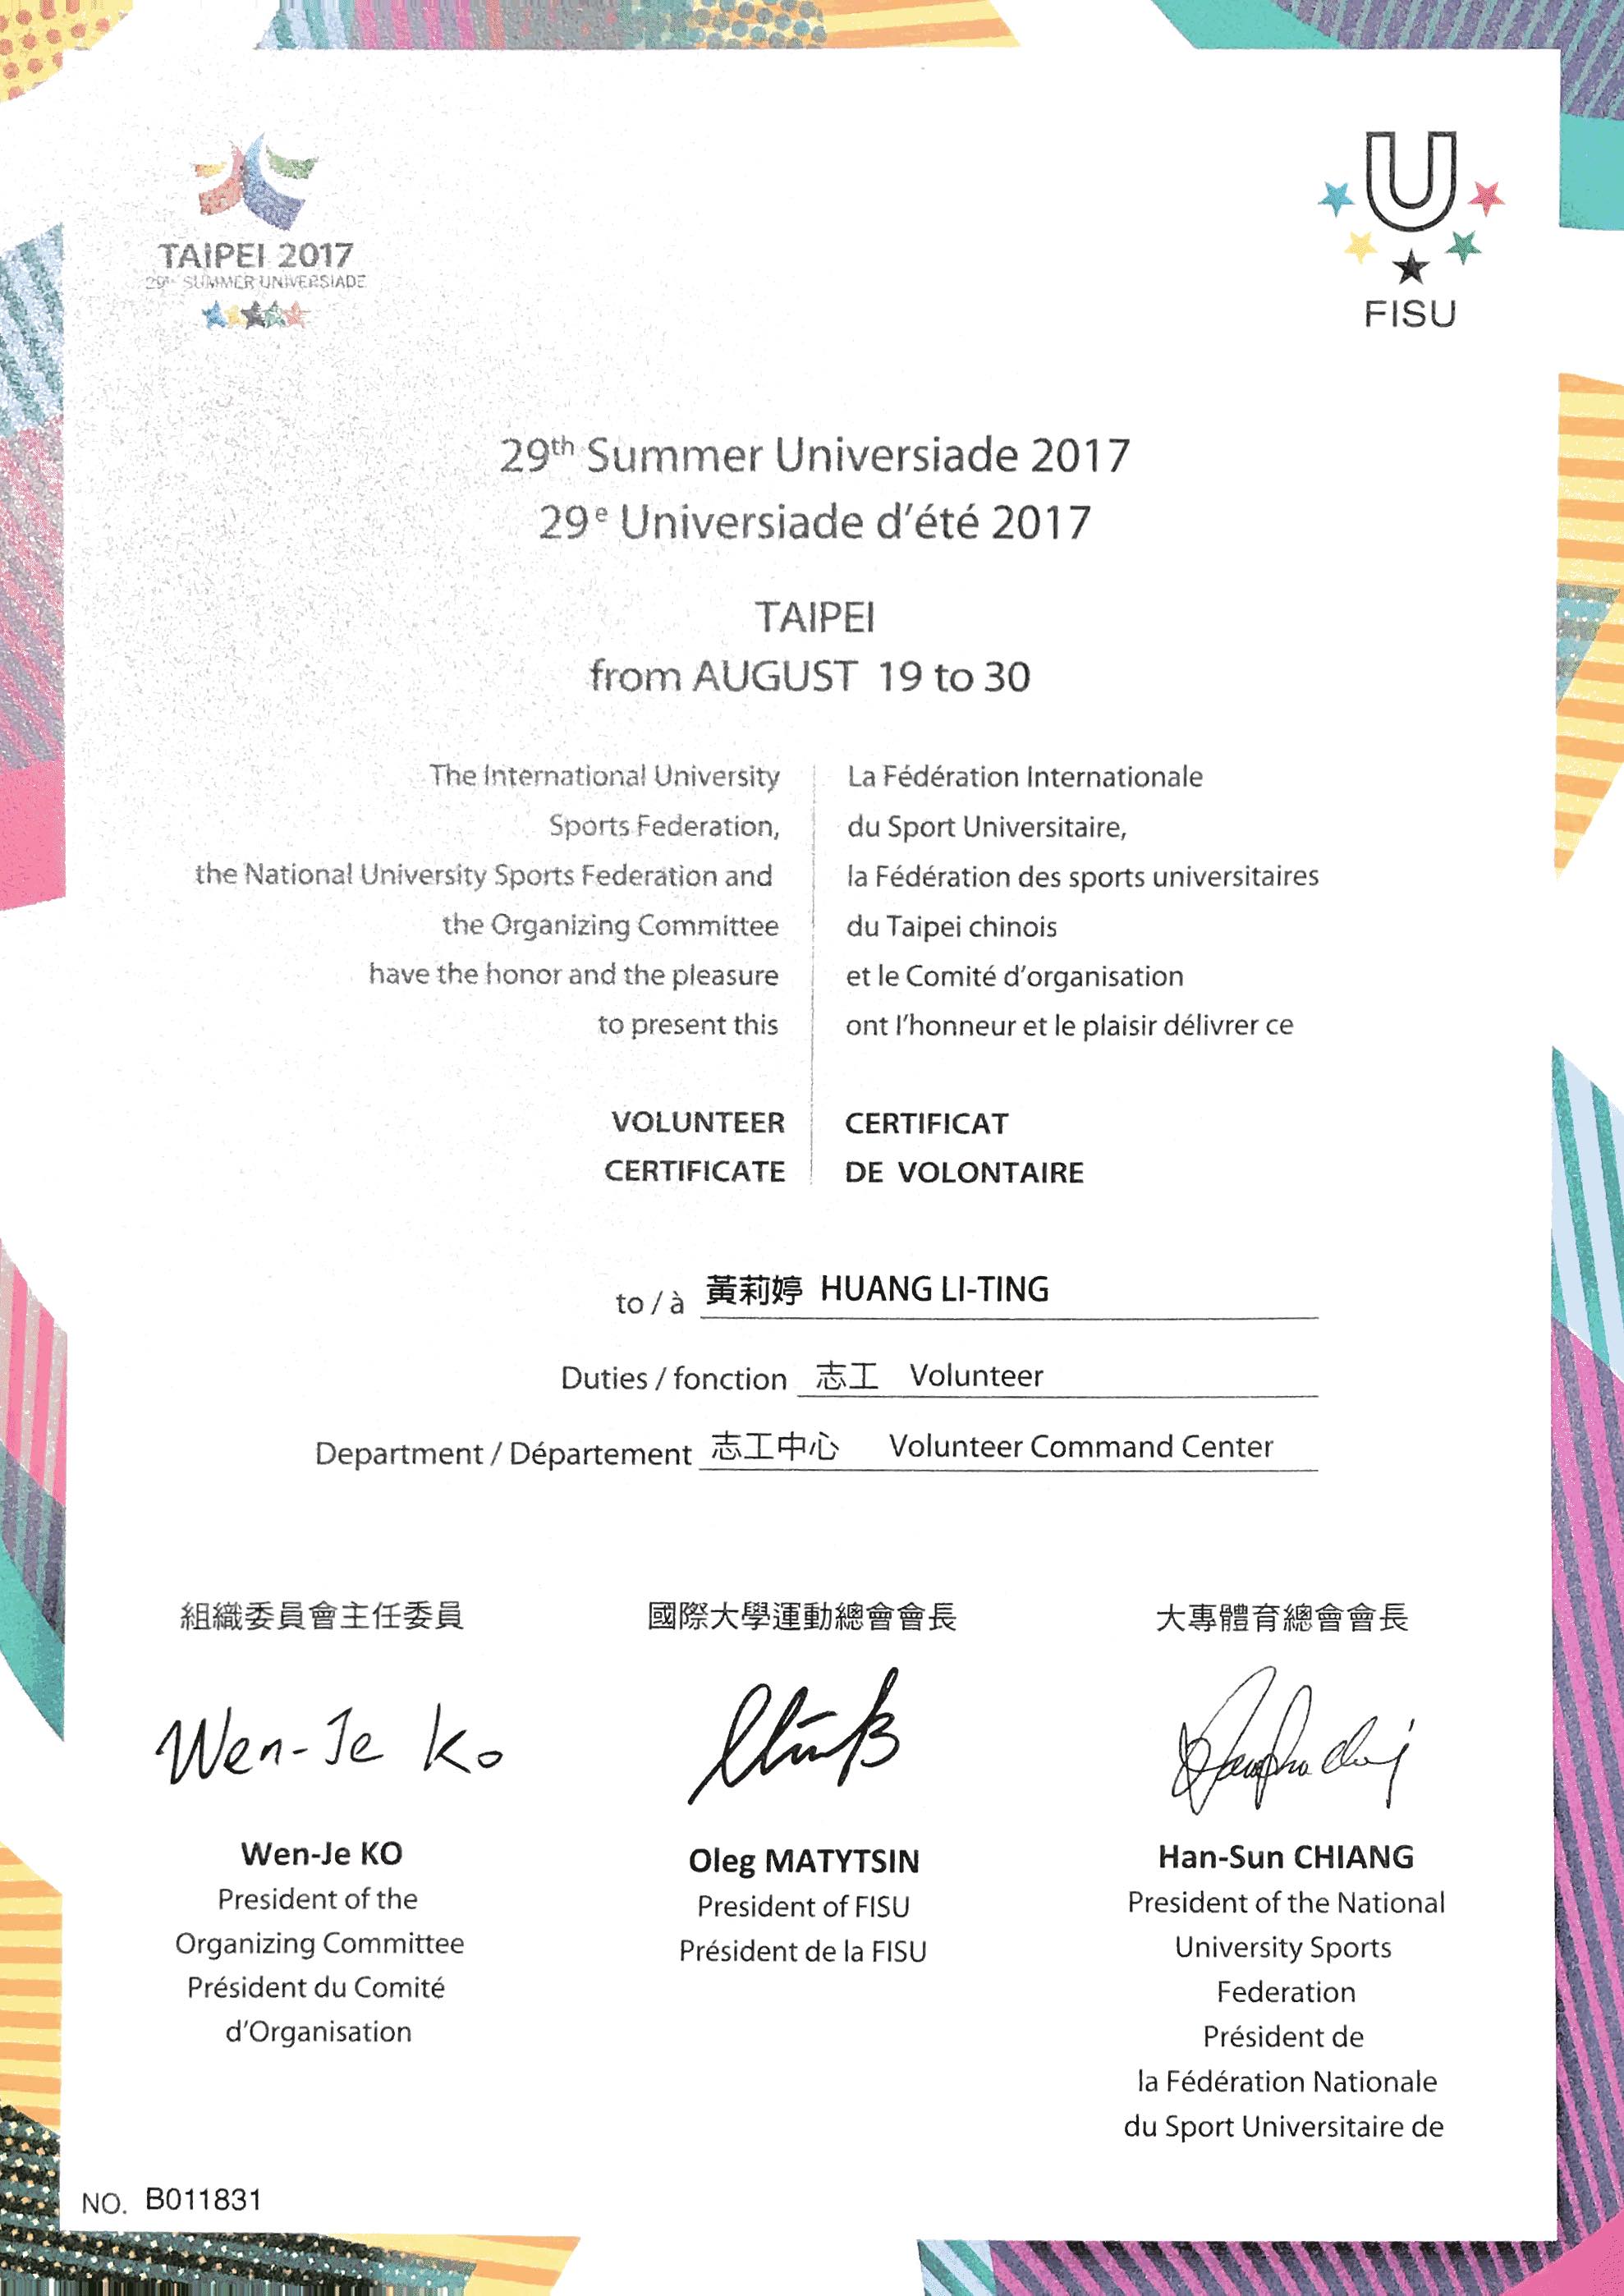 TAIPEI 2017
29th SUMMER UNIVERSIADE
U
FISU
29th Summer Universiade 2017
29e Universiade d'été 2017
TAIPEI
from AUGUST 19 to 30
The International University
Sports Federation,
the National University Sports Federation and
the Organizing Committee
have the honor and the pleasure
to present this
VOLUNTEER
CERTIFICATE
La Fédération Internationale
du Sport Universitaire,
la Fédération des sports universitaires
du Taipei chinois
et le Comité d'organisation
ont l'honneur et le plaisir délivrer ce
CERTIFICAT
DE VOLONTAIRE
to / à 黃莉婷 HUANG LI-TING
Duties / fonction 志工 Volunteer
Department / Département 志工中心 Volunteer Command Center
組織委員會主任委員
Wen-Je Ko
Wen-Je KO
President of the
Organizing Committee
Président du Comité
d'Organisation
國際大學運動總會會長
Oleg MATYTSIN
President of FISU
Président de la FISU
大專體育總會會長
Han-Sun CHIANG
President of the National
University Sports
Federation
Président de
la Fédération Nationale
du Sport Universitaire de
NO. B011831